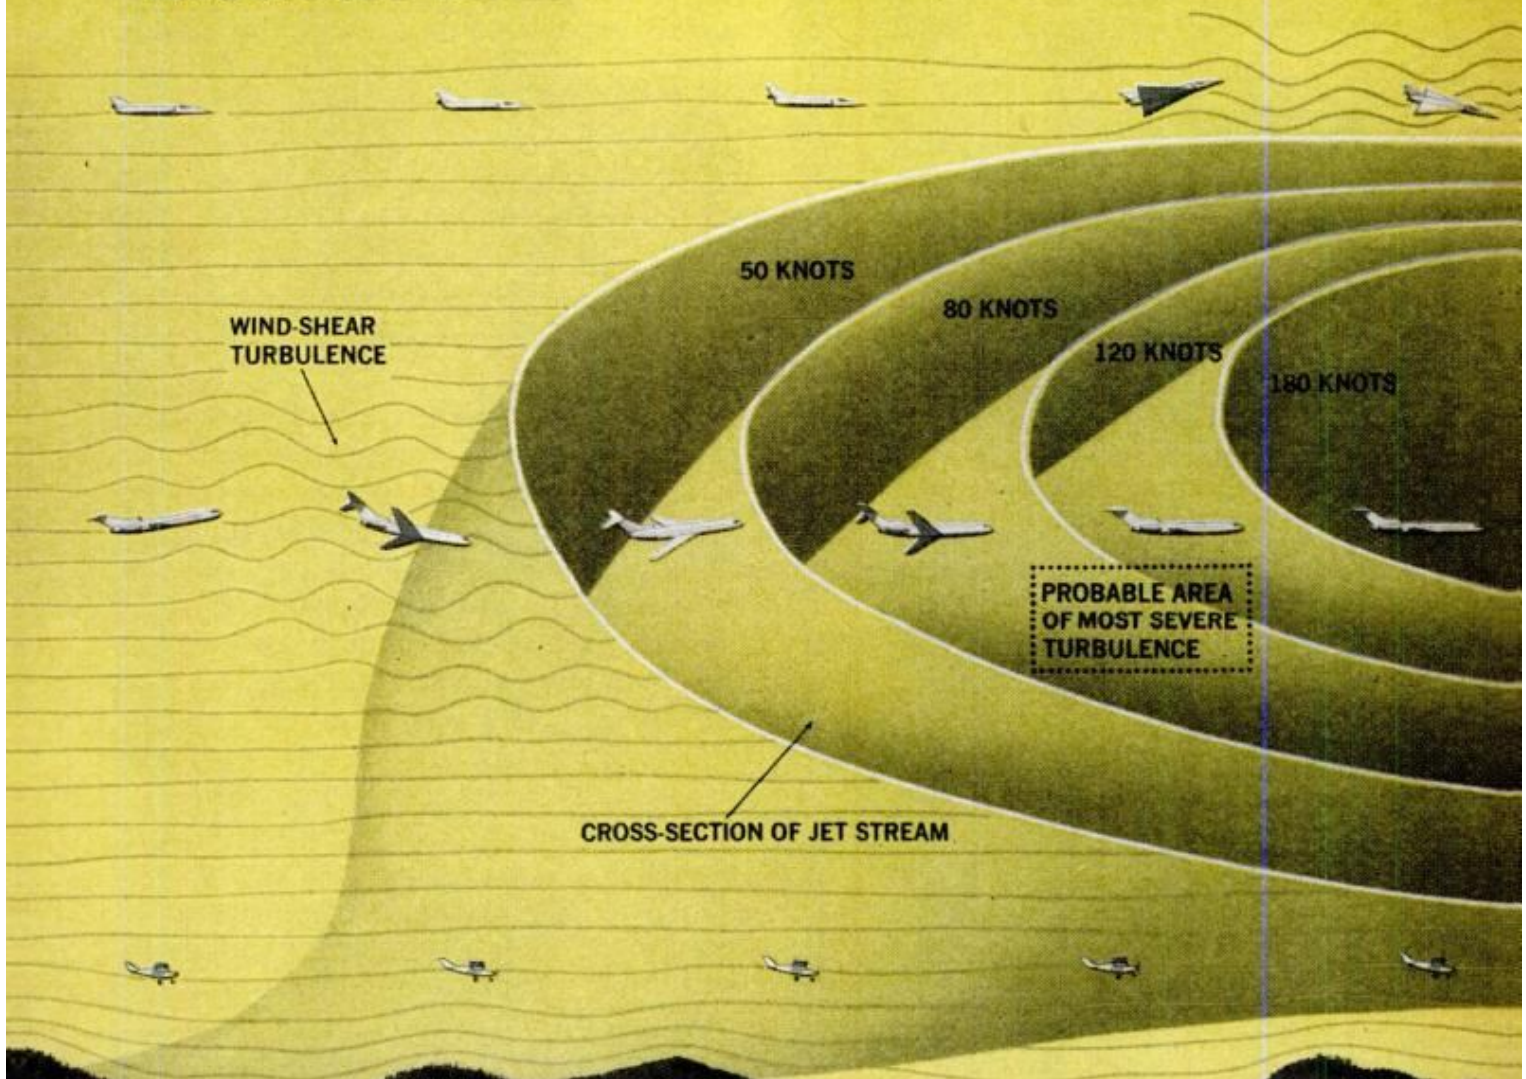 50 KNOTS
80 KNOTS
WIND-SHEAR
TURBULENCE
120 KNOTS
180 KNOTS
PROBABLE AREA
OF MOST SEVERE
TURBULENCE
CROSS-SECTION OF JET STREAM